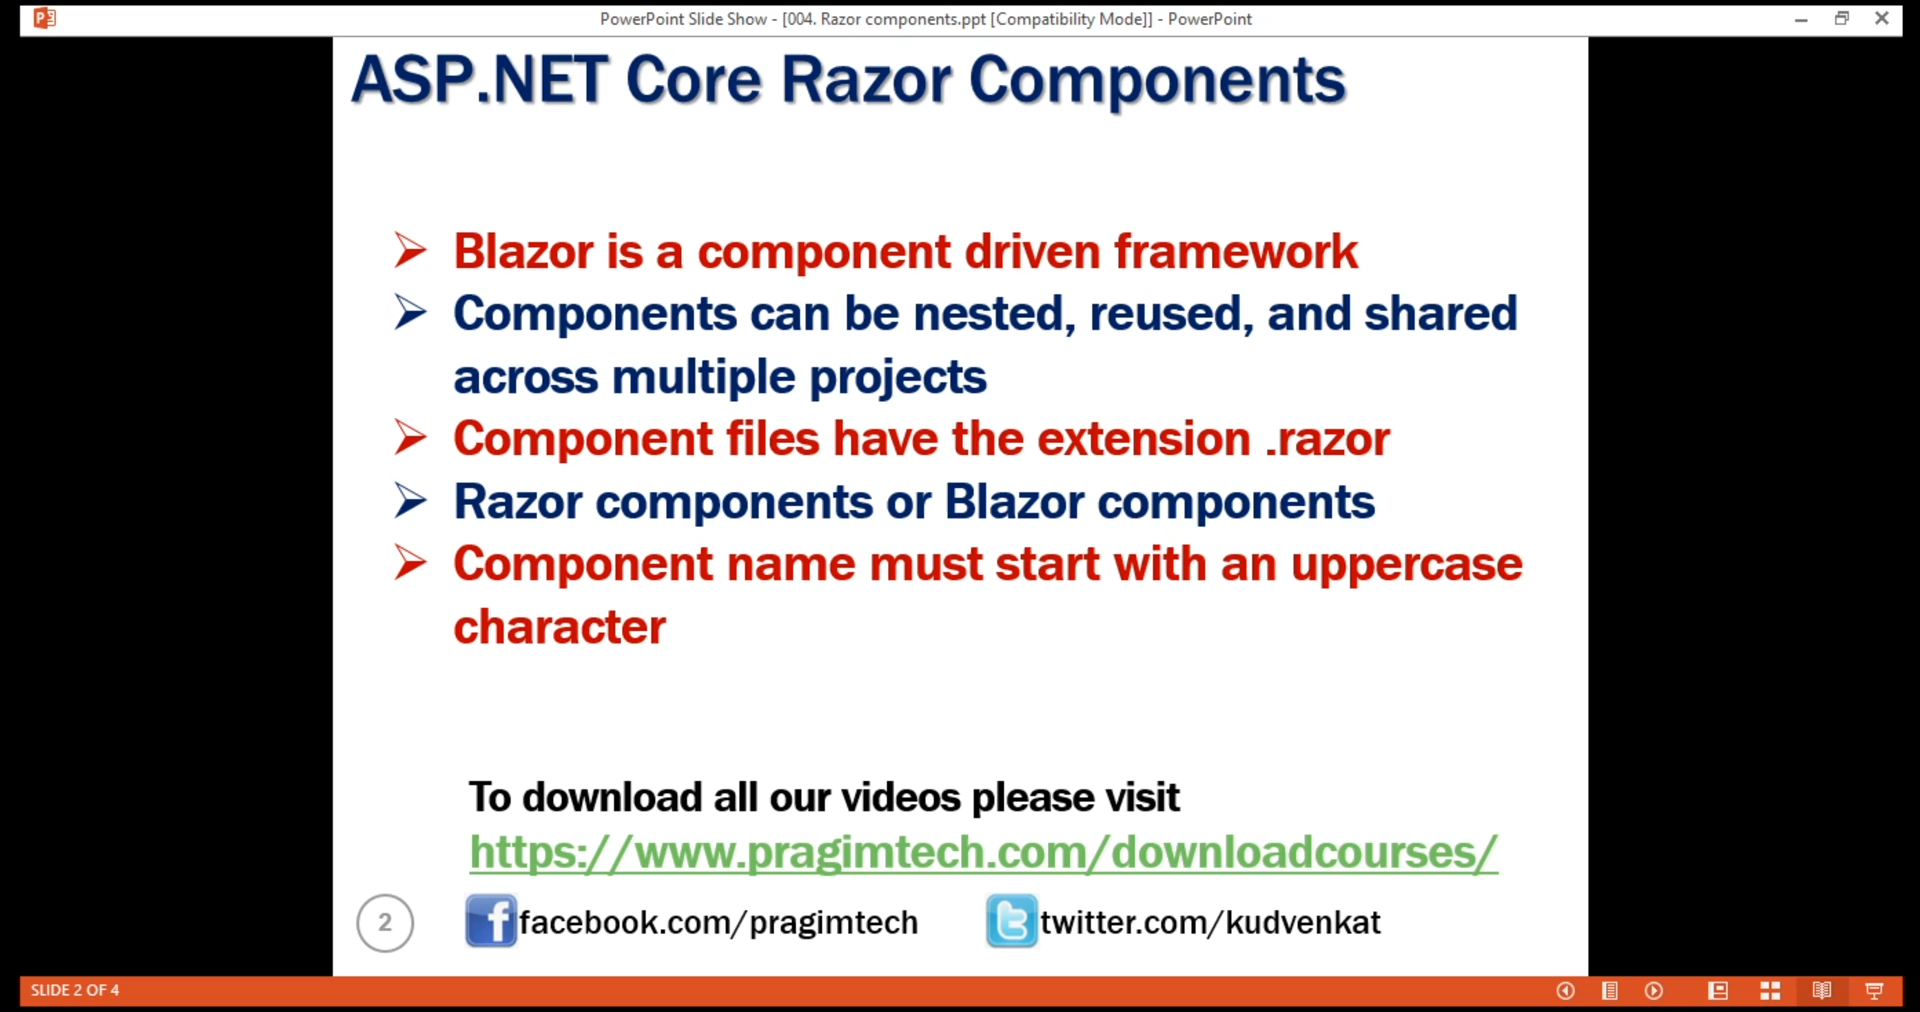 PowerPoint Slide Show - [004. Razor components.ppt [Compatibility Mode]] - PowerPoint
ASP.NET Core Razor Components
Blazor is a component driven framework
Components can be nested, reused, and shared
across multiple projects
Component files have the extension .razor
Razor components or Blazor components
Component name must start with an uppercase
character
To download all our videos please visit
https://www.pragimtech.com/downloadcourses/
2 facebook.com/pragimtech twitter.com/kudvenkat
SLIDE 2 OF 4